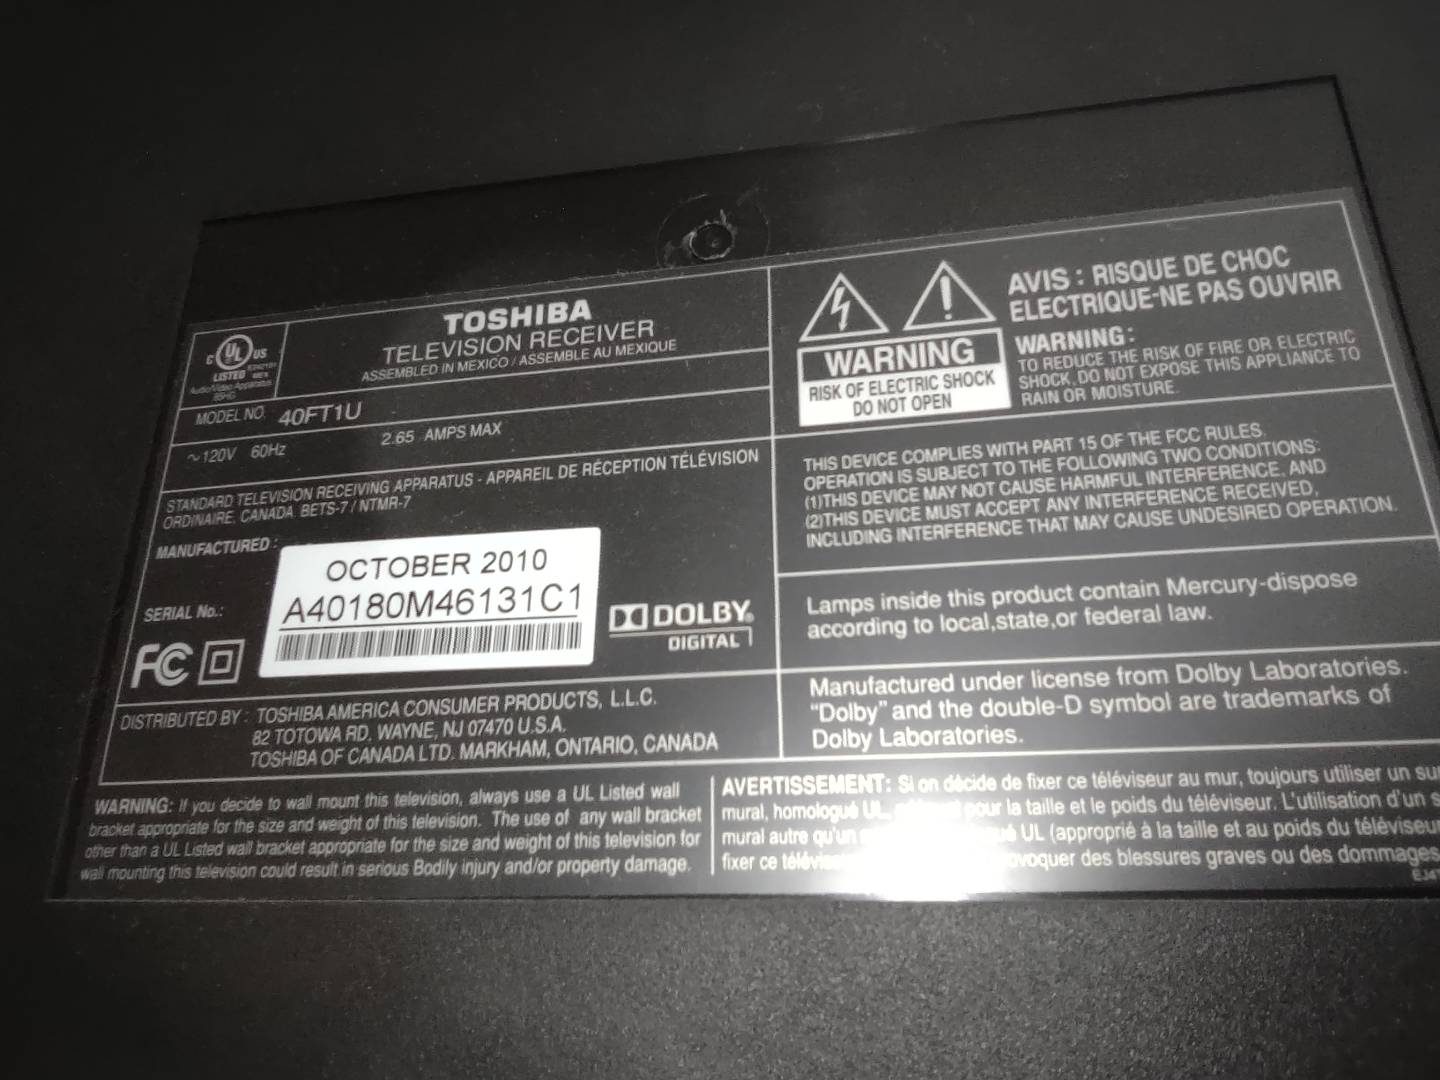 C UL US
LISTED
Audio/Video Apparatus
TOSHIBA
TELEVISION RECEIVER
ASSEMBLED IN MEXICO / ASSEMBLE AU MEXIQUE
MODEL NO. 40FT1U
~120V 60Hz 2.65 AMPS MAX
STANDARD TELEVISION RECEIVING APPARATUS - APPAREIL DE RÉCEPTION TÉLÉVISION
ORDINAIRE, CANADA BETS-7 / NTMR-7
MANUFACTURED :
OCTOBER 2010
SERIAL No.:
A40180M46131C1
FC
DOLBY®
DIGITAL
DISTRIBUTED BY : TOSHIBA AMERICA CONSUMER PRODUCTS, L.L.C.
82 TOTOWA RD. WAYNE, NJ 07470 U.S.A.
TOSHIBA OF CANADA LTD. MARKHAM, ONTARIO, CANADA
WARNING
RISK OF ELECTRIC SHOCK
DO NOT OPEN
AVIS : RISQUE DE CHOC
ELECTRIQUE-NE PAS OUVRIR
WARNING:
TO REDUCE THE RISK OF FIRE OR ELECTRIC
SHOCK, DO NOT EXPOSE THIS APPLIANCE TO
RAIN OR MOISTURE.
THIS DEVICE COMPLIES WITH PART 15 OF THE FCC RULES.
OPERATION IS SUBJECT TO THE FOLLOWING TWO CONDITIONS:
(1)THIS DEVICE MAY NOT CAUSE HARMFUL INTERFERENCE, AND
(2)THIS DEVICE MUST ACCEPT ANY INTERFERENCE RECEIVED,
INCLUDING INTERFERENCE THAT MAY CAUSE UNDESIRED OPERATION.
Lamps inside this product contain Mercury-dispose
according to local,state,or federal law.
Manufactured under license from Dolby Laboratories.
"Dolby" and the double-D symbol are trademarks of
Dolby Laboratories.
WARNING: If you decide to wall mount this television, always use a UL Listed wall
bracket appropriate for the size and weight of this television. The use of any wall bracket
other than a UL Listed wall bracket appropriate for the size and weight of this television for
wall mounting this television could result in serious Bodily injury and/or property damage.
AVERTISSEMENT: Si on décide de fixer ce téléviseur au mur, toujours utiliser un
mural, homologué UL, pour la taille et le poids du téléviseur. L'utilisation d'un
mural autre qu'un UL (approprié à la taille et au poids du téléviseur
fixer ce des blessures graves ou des dommages